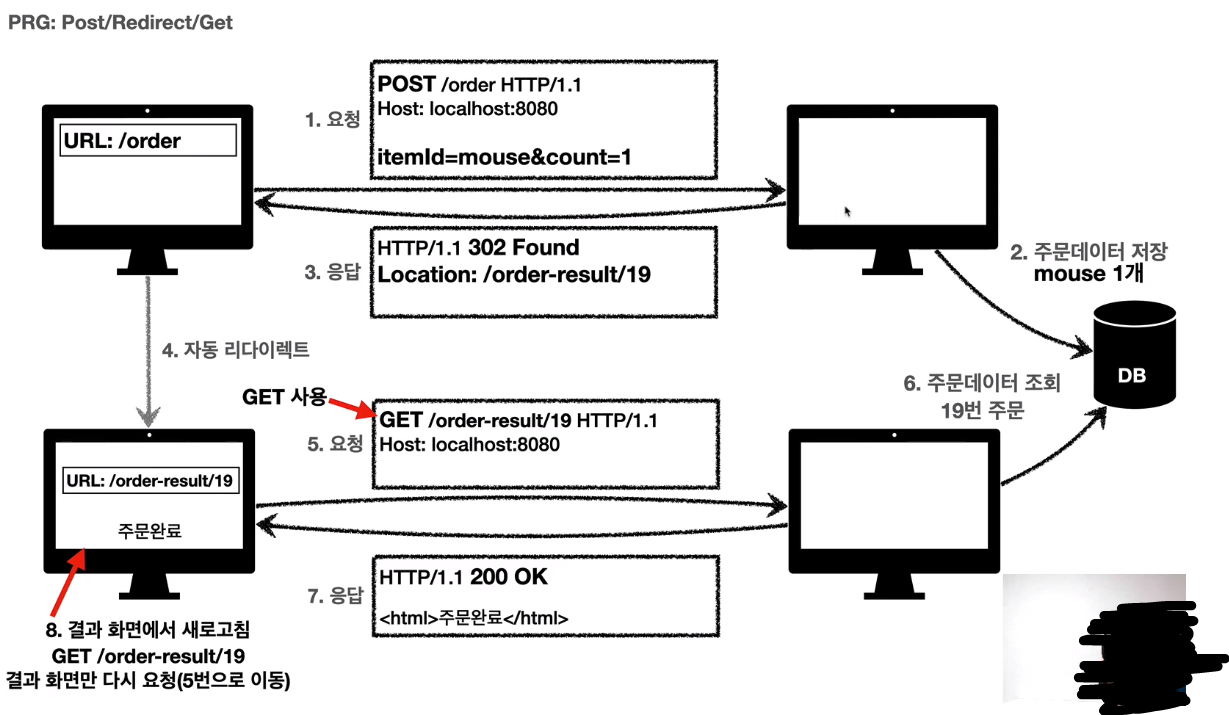 PRG: Post/Redirect/Get
URL: /order
1. 요청
POST /order HTTP/1.1
Host: localhost:8080
itemId=mouse&count=1
2. 주문데이터 저장
mouse 1개
3. 응답
HTTP/1.1 302 Found
Location: /order-result/19
4. 자동 리다이렉트
DB
GET 사용
5. 요청
GET /order-result/19 HTTP/1.1
Host: localhost:8080
6. 주문데이터 조회
19번 주문
URL: /order-result/19
주문완료
7. 응답
HTTP/1.1 200 OK
<html>주문완료</html>
8. 결과 화면에서 새로고침
GET /order-result/19
결과 화면만 다시 요청(5번으로 이동)